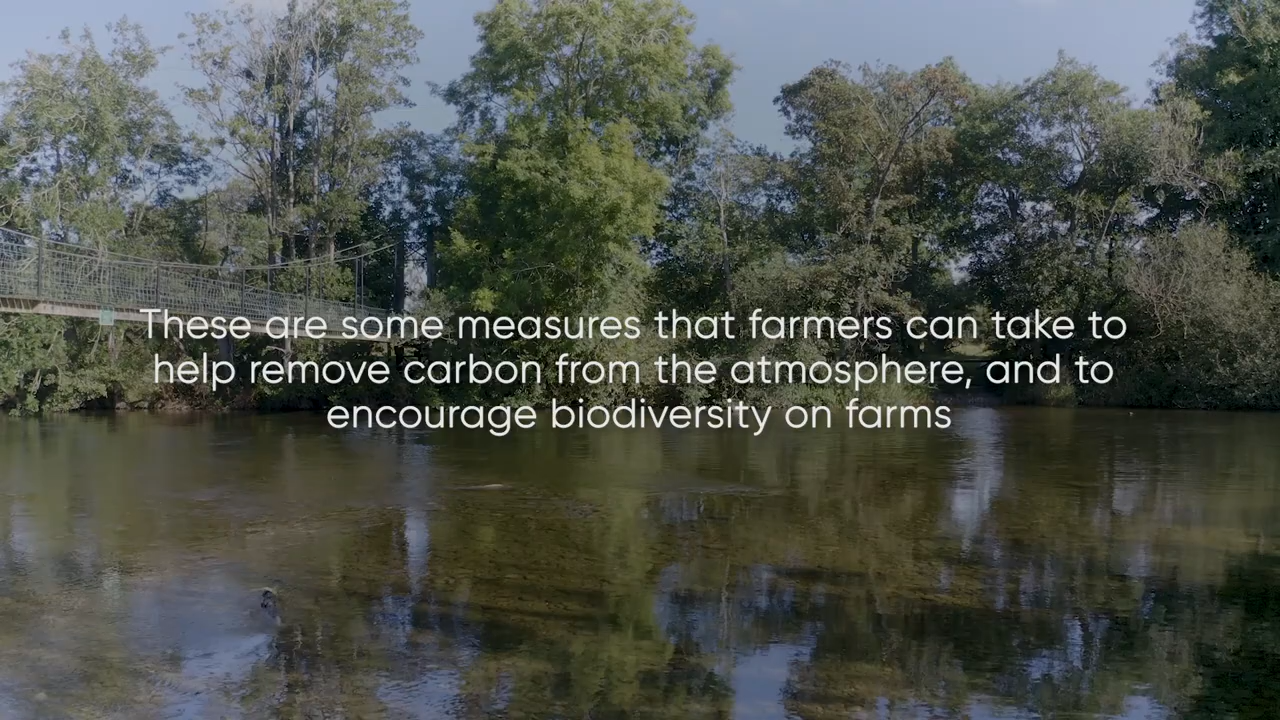 These are some measures that farmers can take to
help remove carbon from the atmosphere, and to
encourage biodiversity on farms